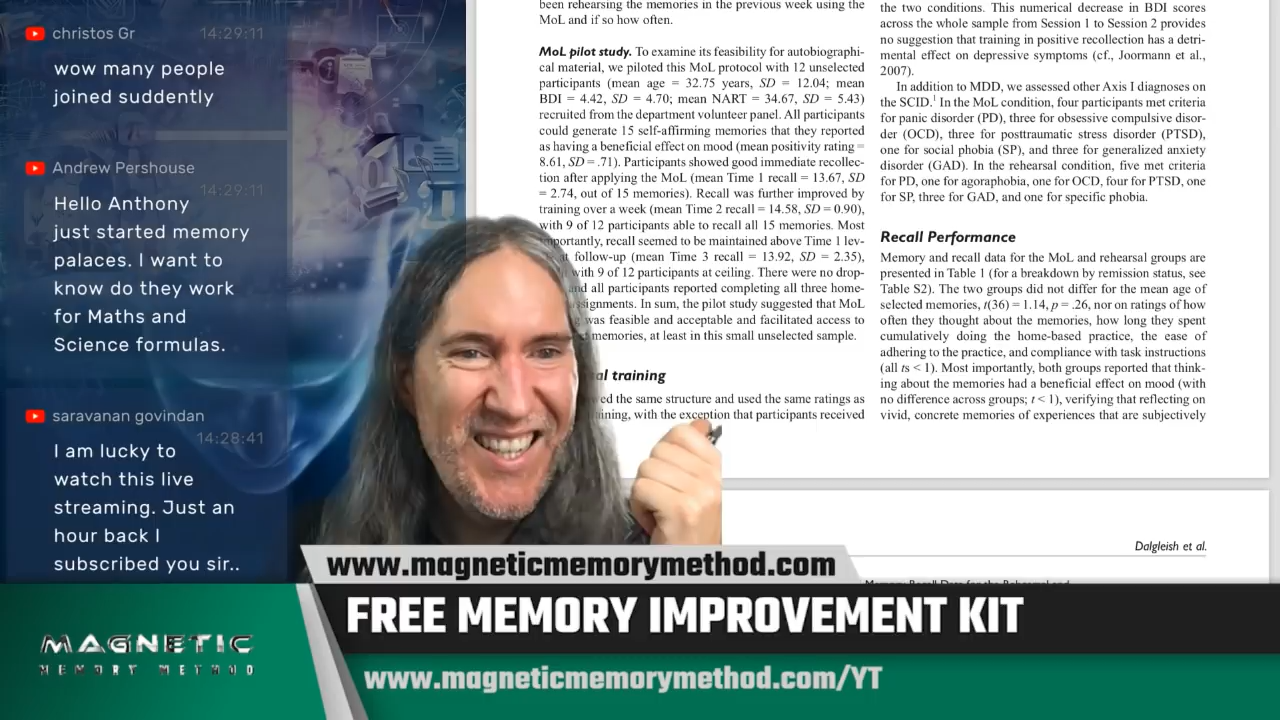 christos Gr
14:29:11
wow many people
joined suddently
Andrew Pershouse
14:29:11
Hello Anthony
just started memory
palaces. I want to
know do they work
for Maths and
Science formulas.
saravanan govindan
14:28:41
I am lucky to
watch this live
streaming. Just an
hour back I
subscribed you sir..
been rehearsing the memories in the previous week using the
MoL and if so how often.
MoL pilot study. To examine its feasibility for autobiographi-
cal material, we piloted this MoL protocol with 12 unselected
participants (mean age = 32.75 years, SD = 12.04; mean
BDI = 4.42, SD = 4.70; mean NART = 34.67, SD = 5.43)
recruited from the department volunteer panel. All participants
could generate 15 self-affirming memories that they reported
as having a beneficial effect on mood (mean positivity rating =
8.61, SD = .71). Participants showed good immediate recollec-
tion after applying the MoL (mean Time 1 recall = 13.67, SD
= 2.74, out of 15 memories). Recall was further improved by
training over a week (mean Time 2 recall = 14.58, SD = 0.90),
with 9 of 12 participants able to recall all 15 memories. Most
importantly, recall seemed to be maintained above Time 1 lev-
at follow-up (mean Time 3 recall = 13.92, SD = 2.35),
with 9 of 12 participants at ceiling. There were no drop-
and all participants reported completing all three home-
assignments. In sum, the pilot study suggested that MoL
was feasible and acceptable and facilitated access to
memories, at least in this small unselected sample.
training
the same structure and used the same ratings as
training, with the exception that participants received
the two conditions. This numerical decrease in BDI scores
across the whole sample from Session 1 to Session 2 provides
no suggestion that training in positive recollection has a detri-
mental effect on depressive symptoms (cf., Joormann et al.,
2007).
In addition to MDD, we assessed other Axis I diagnoses on
the SCID.¹ In the MoL condition, four participants met criteria
for panic disorder (PD), three for obsessive compulsive disor-
der (OCD), three for posttraumatic stress disorder (PTSD),
one for social phobia (SP), and three for generalized anxiety
disorder (GAD). In the rehearsal condition, five met criteria
for PD, one for agoraphobia, one for OCD, four for PTSD, one
for SP, three for GAD, and one for specific phobia.
Recall Performance
Memory and recall data for the MoL and rehearsal groups are
presented in Table 1 (for a breakdown by remission status, see
Table S2). The two groups did not differ for the mean age of
selected memories, t(36) = 1.14, p = .26, nor on ratings of how
often they thought about the memories, how long they spent
cumulatively doing the home-based practice, the ease of
adhering to the practice, and compliance with task instructions
(all ts < 1). Most importantly, both groups reported that think-
ing about the memories had a beneficial effect on mood (with
no difference across groups; t < 1), verifying that reflecting on
vivid, concrete memories of experiences that are subjectively
Dalgleish et al.
www.magneticmemorymethod.com
FREE MEMORY IMPROVEMENT KIT
www.magneticmemorymethod.com/YT
MAGNETIC
MEMORY METHOD